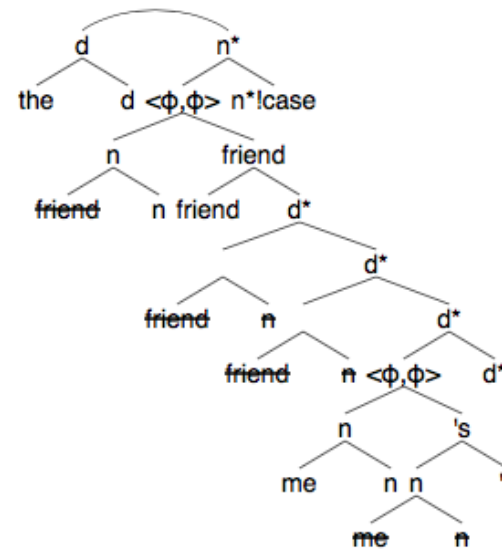 d n*
the d <ϕ,ϕ> n*!case
n friend
friend n friend d*
d*
friend n d*
friend n <ϕ,ϕ> d*
n 's
me n n '
me n